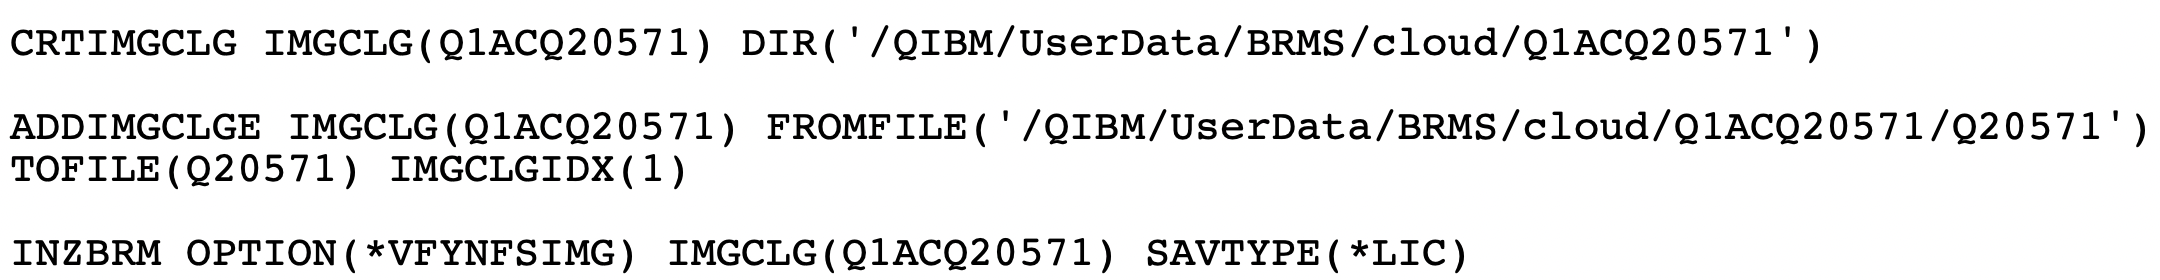 CRTIMGCLG IMGCLG(Q1ACQ20571) DIR('/QIBM/UserData/BRMS/cloud/Q1ACQ20571')
ADDIMGCLGE IMGCLG(Q1ACQ20571) FROMFILE('/QIBM/UserData/BRMS/cloud/Q1ACQ20571/Q20571')
TOFILE(Q20571) IMGCLGIDX(1)
INZBRM OPTION(*VFYNFSIMG) IMGCLG(Q1ACQ20571) SAVTYPE(*LIC)